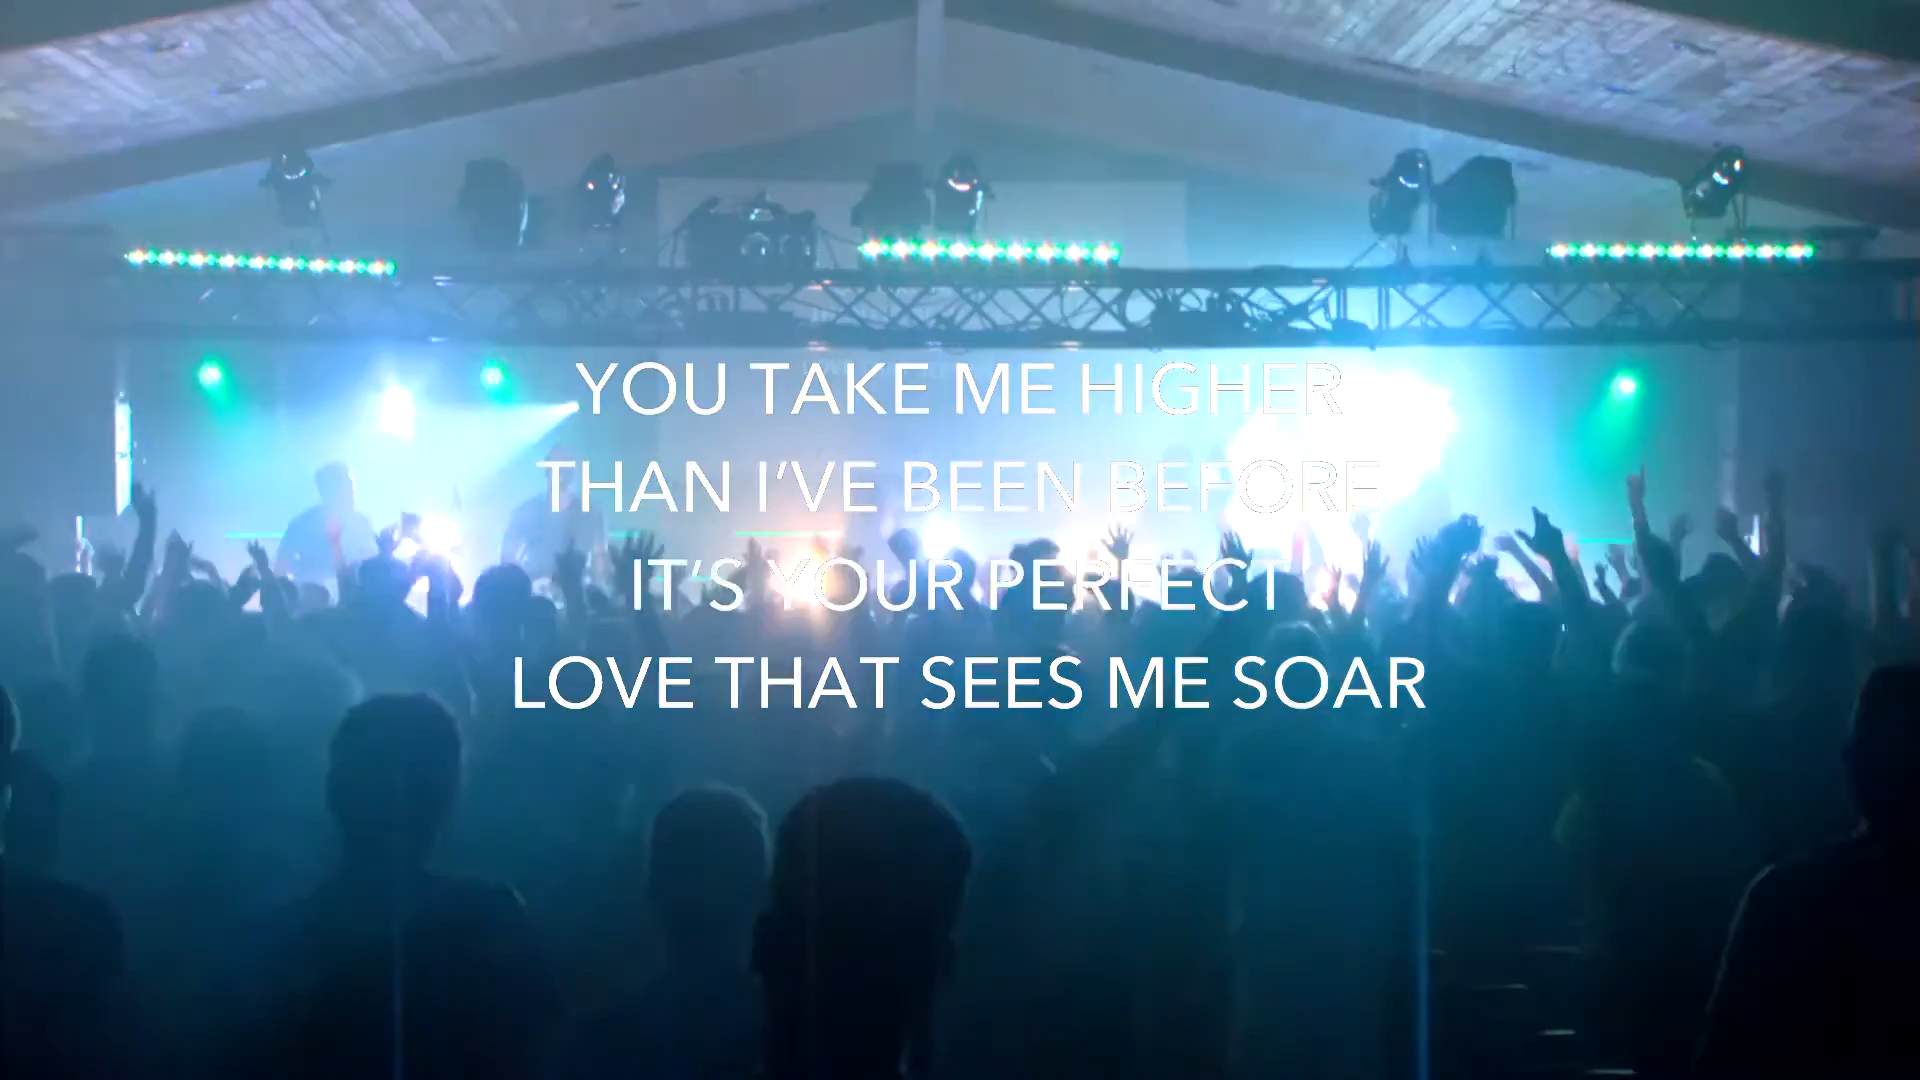 YOU TAKE ME HIGHER
THAN I'VE BEEN BEFORE
IT'S YOUR PERFECT
LOVE THAT SEES ME SOAR